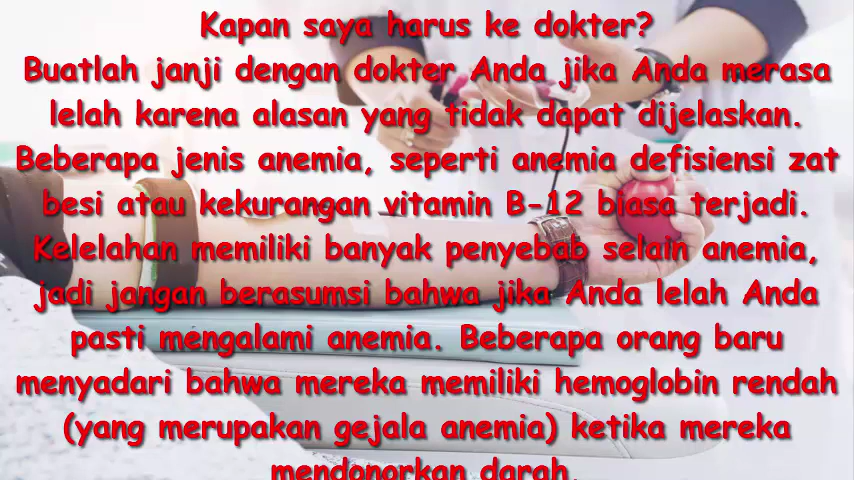 Kapan saya harus ke dokter?
Buatlah janji dengan dokter Anda jika Anda merasa
lelah karena alasan yang tidak dapat dijelaskan.
Beberapa jenis anemia, seperti anemia defisiensi zat
besi atau kekurangan vitamin B-12 biasa terjadi.
Kelelahan memiliki banyak penyebab selain anemia,
jadi jangan berasumsi bahwa jika Anda lelah Anda
pasti mengalami anemia. Beberapa orang baru
menyadari bahwa mereka memiliki hemoglobin rendah
(yang merupakan gejala anemia) ketika mereka
mendonorkan darah.